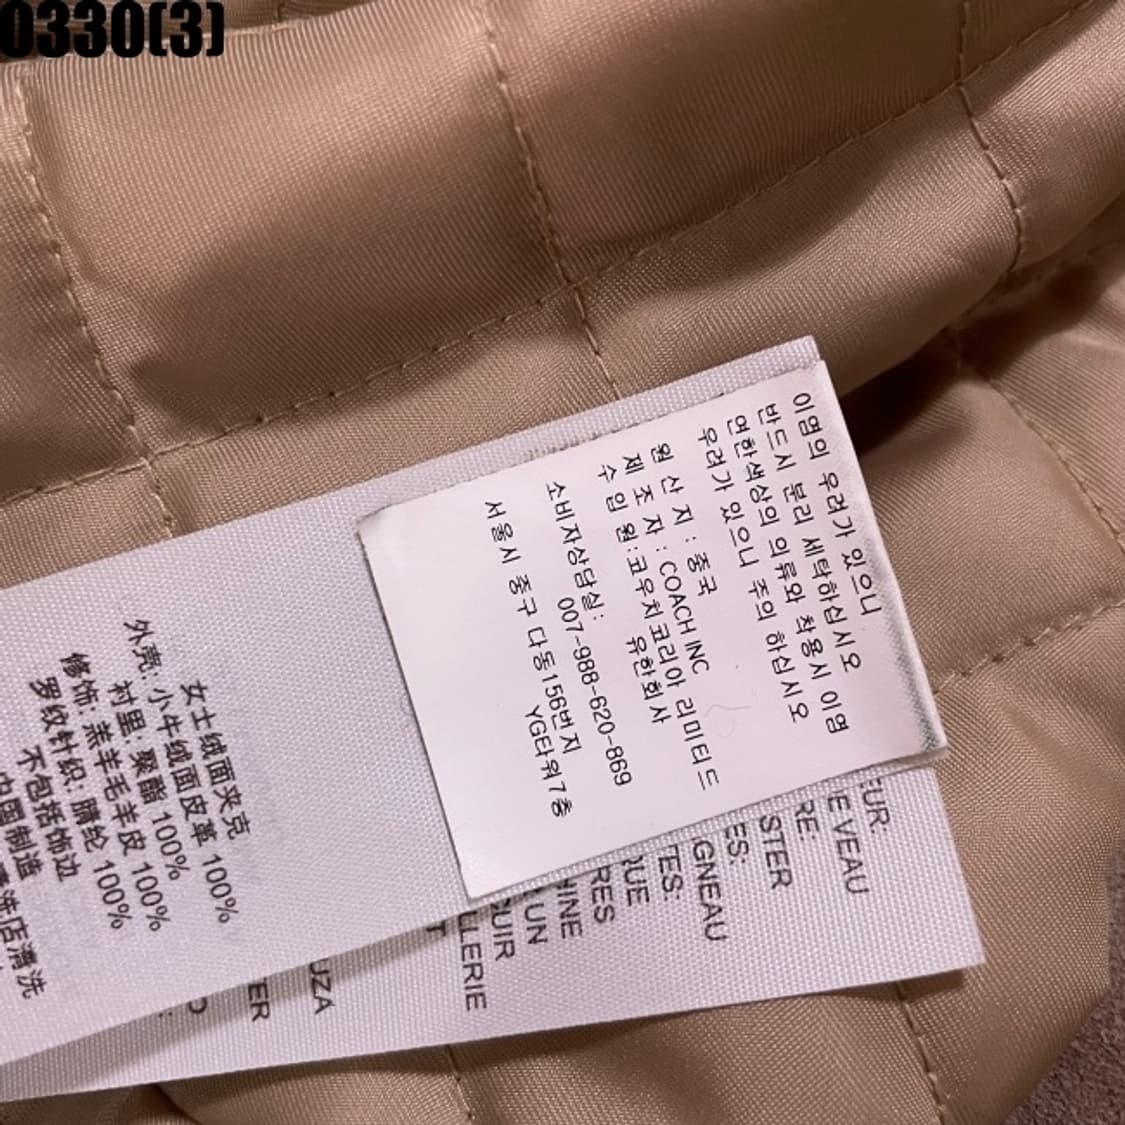 0330(3)
이염의 우려가 있으니
반드시 분리 세탁하십시오
연한색상의 의류와 착용시 이염
우려가 있으니 주의 하십시오
원 산 지 : 중국
제 조 자 : COACH INC
수 입 원 : 코우치코리아 리미티드
유한회사
소비자상담실:
007-988-620-869
서울시 중구 다동156번지
YG타워7층
女士绒面夹克
外壳: 小牛绒面皮革 100%
衬里: 聚酯 100%
修饰: 羔羊毛羊皮 100%
罗纹针织: 腈纶 100%
不包括饰边
中国制造
洗店清洗
EUR:
E VEAU
RE:
STER
ES:
GNEAU
TES:
QUE
RES
HINE
UN
UIR
LLERIE
T
UZA
TER
O